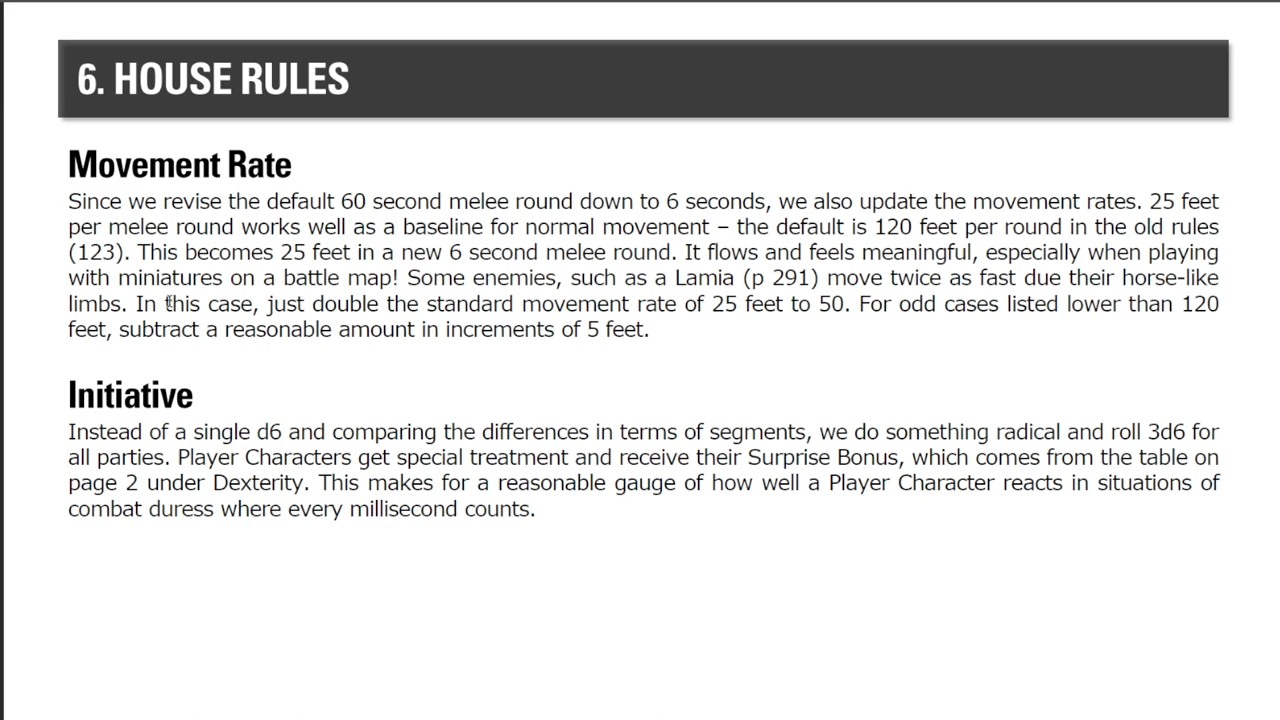 6. HOUSE RULES
Movement Rate
Since we revise the default 60 second melee round down to 6 seconds, we also update the movement rates. 25 feet
per melee round works well as a baseline for normal movement – the default is 120 feet per round in the old rules
(123). This becomes 25 feet in a new 6 second melee round. It flows and feels meaningful, especially when playing
with miniatures on a battle map! Some enemies, such as a Lamia (p 291) move twice as fast due their horse-like
limbs. In this case, just double the standard movement rate of 25 feet to 50. For odd cases listed lower than 120
feet, subtract a reasonable amount in increments of 5 feet.
Initiative
Instead of a single d6 and comparing the differences in terms of segments, we do something radical and roll 3d6 for
all parties. Player Characters get special treatment and receive their Surprise Bonus, which comes from the table on
page 2 under Dexterity. This makes for a reasonable gauge of how well a Player Character reacts in situations of
combat duress where every millisecond counts.